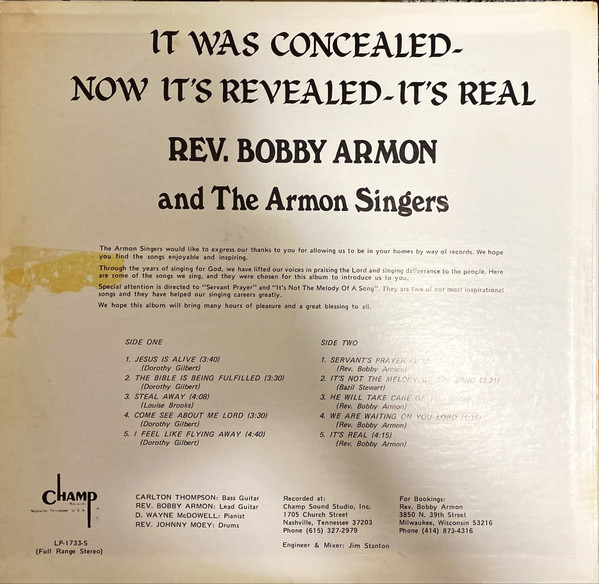 IT WAS CONCEALED-
NOW IT'S REVEALED-IT'S REAL
REV. BOBBY ARMON
and The Armon Singers
The Armon Singers would like to express our thanks to you for allowing us to be in your homes by way of records. We hope
you find the songs enjoyable and inspiring.
Through the years of singing for God, we have lifted our voices in praising the Lord and singing deliverance to the people. Here
are some of the songs we sing, and they were chosen for this album to introduce us to you.
Special attention is directed to "Servant Prayer" and "It's Not The Melody Of A Song". They are two of our most inspirational
songs and they have helped our singing careers greatly.
We hope this album will bring many hours of pleasure and a great blessing to all.
SIDE ONE
1. JESUS IS ALIVE (3:40)
(Dorothy Gilbert)
2. THE BIBLE IS BEING FULFILLED (3:30)
(Dorothy Gilbert)
3. STEAL AWAY (4:08)
(Louise Brooks)
4. COME SEE ABOUT ME LORD (3:30)
(Dorothy Gilbert)
5. I FEEL LIKE FLYING AWAY (4:40)
(Dorothy Gilbert)
SIDE TWO
1. SERVANT'S PRAYER
(Rev. Bobby Armon)
2. IT'S NOT THE MELODY
(Bazil Stewart)
3. HE WILL TAKE CARE OF
(Rev. Bobby Armon)
4. WE ARE WAITING ON YOU LORD
(Rev. Bobby Armon)
5. IT'S REAL (4:15)
(Rev. Bobby Armon)
CHAMP
Records
Nashville Tennessee U.S.A.
LP-1733-S
(Full Range Stereo)
CARLTON THOMPSON: Bass Guitar
REV. BOBBY ARMON: Lead Guitar
D. WAYNE McDOWELL: Pianist
REV. JOHNNY MOEY: Drums
Recorded at:
Champ Sound Studio, Inc.
1705 Church Street
Nashville, Tennessee 37203
Phone (615) 327-2979
Engineer & Mixer: Jim Stanton
For Bookings:
Rev. Bobby Armon
3850 N. 39th Street
Milwaukee, Wisconsin 53216
Phone (414) 873-4316